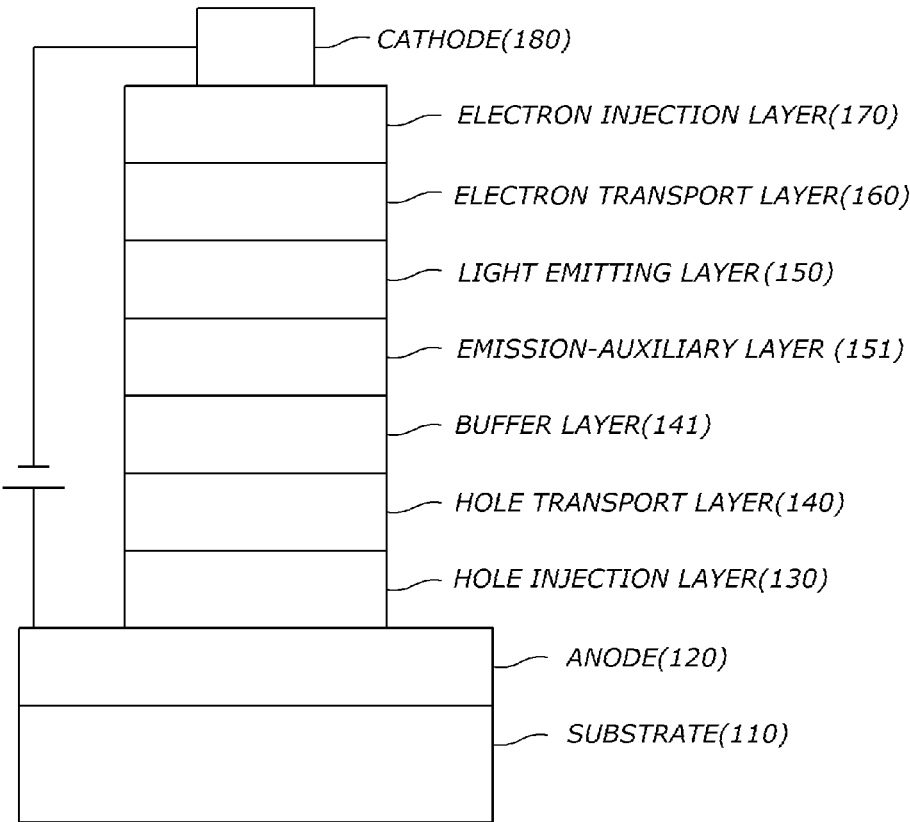 CATHODE(180)
ELECTRON INJECTION LAYER(170)
ELECTRON TRANSPORT LAYER(160)
LIGHT EMITTING LAYER(150)
EMISSION-AUXILIARY LAYER (151)
BUFFER LAYER(141)
HOLE TRANSPORT LAYER(140)
HOLE INJECTION LAYER(130)
ANODE(120)
SUBSTRATE(110)